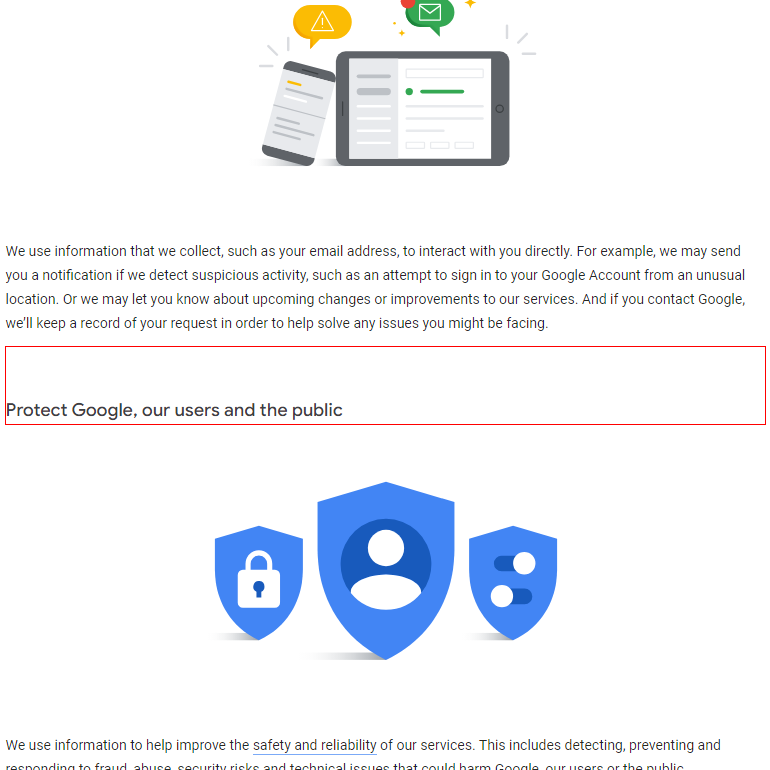 We use information that we collect, such as your email address, to interact with you directly. For example, we may send
you a notification if we detect suspicious activity, such as an attempt to sign in to your Google Account from an unusual
location. Or we may let you know about upcoming changes or improvements to our services. And if you contact Google,
we’ll keep a record of your request in order to help solve any issues you might be facing.
Protect Google, our users and the public
We use information to help improve the safety and reliability of our services. This includes detecting, preventing and
responding to fraud, abuse, security risks and technical issues that could harm Google, our users or the public.